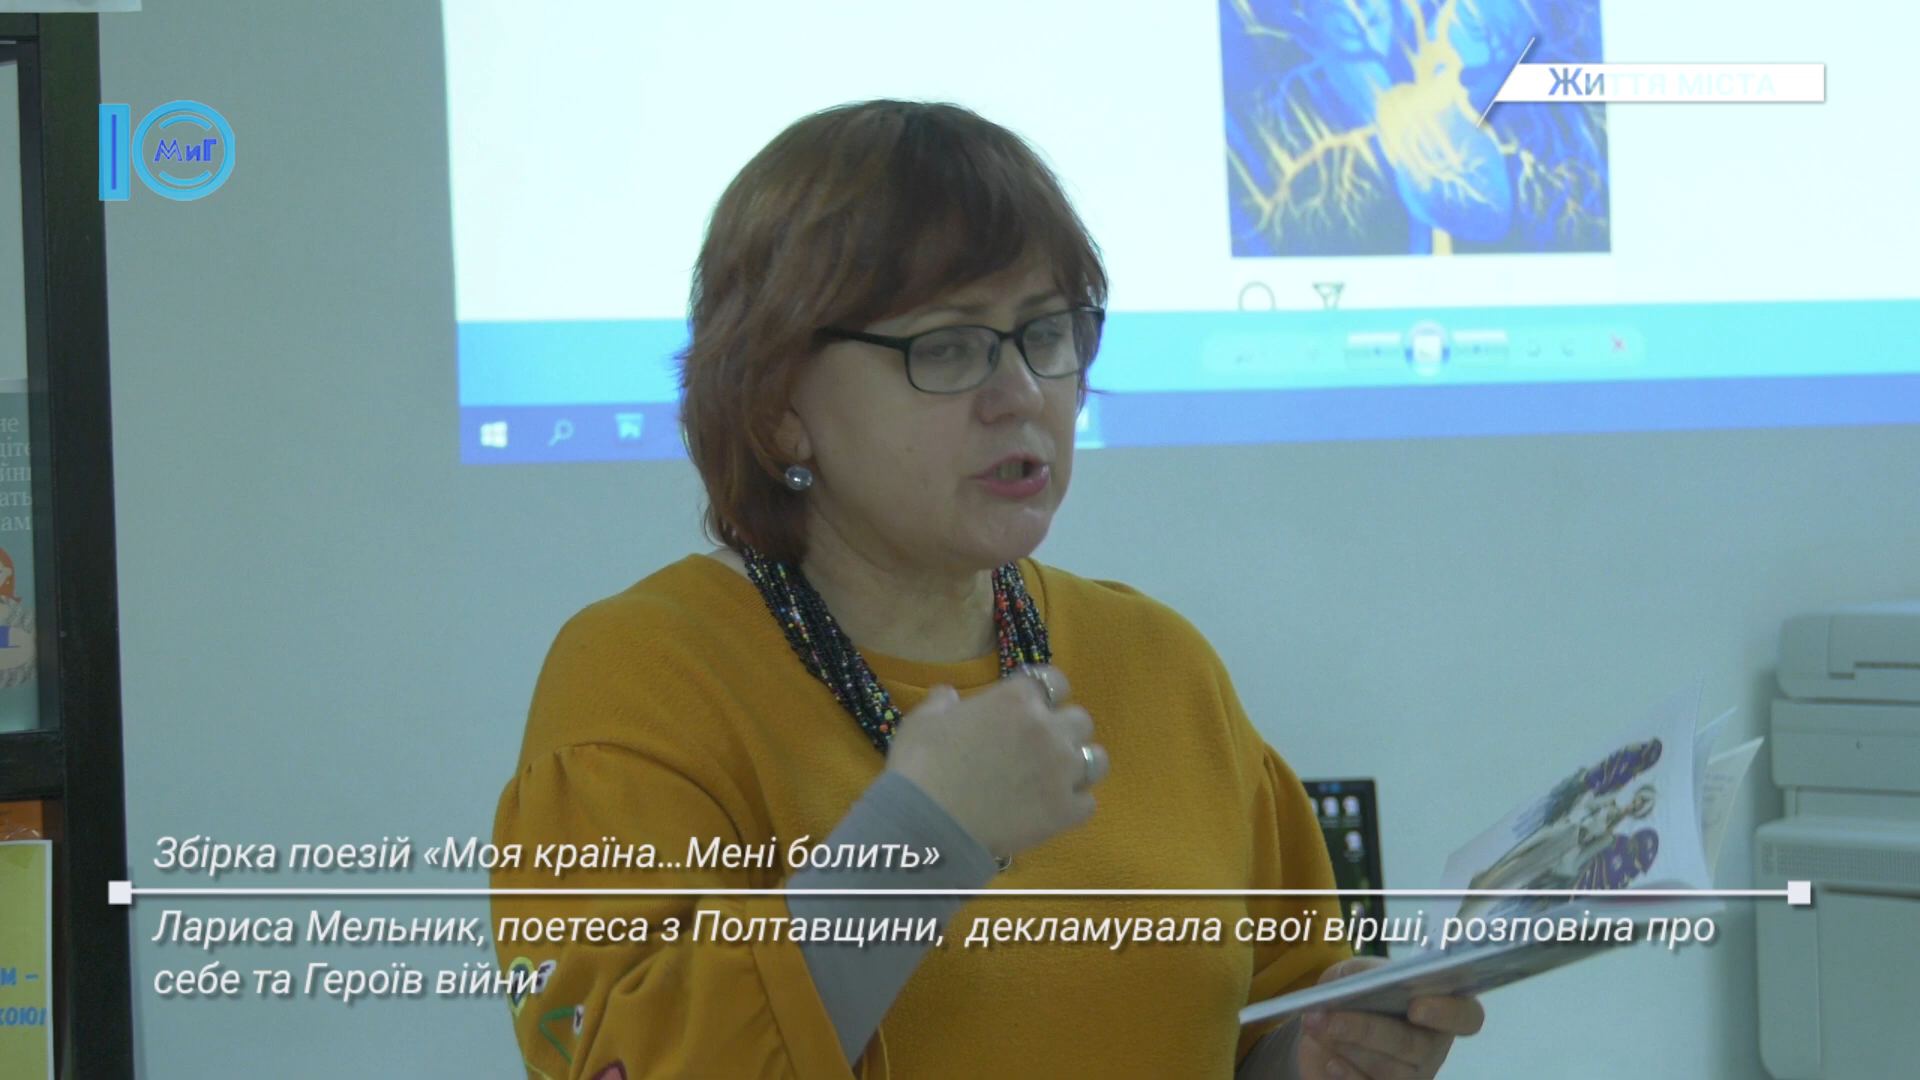 ЖИТТЯ МІСТА
МиГ
Збірка поезій «Моя країна...Мені болить»
Лариса Мельник, поетеса з Полтавщини, декламувала свої вірші, розповіла про
себе та Героїв війни